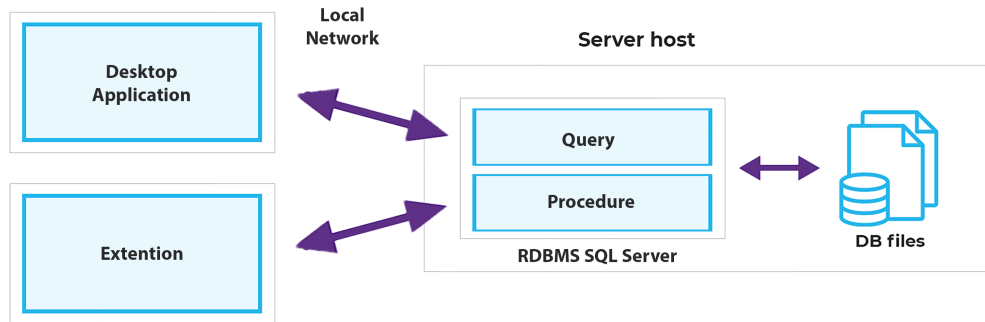 Local
Network
Server host
Desktop
Application
Query
Procedure
Extention
DB files
RDBMS SQL Server